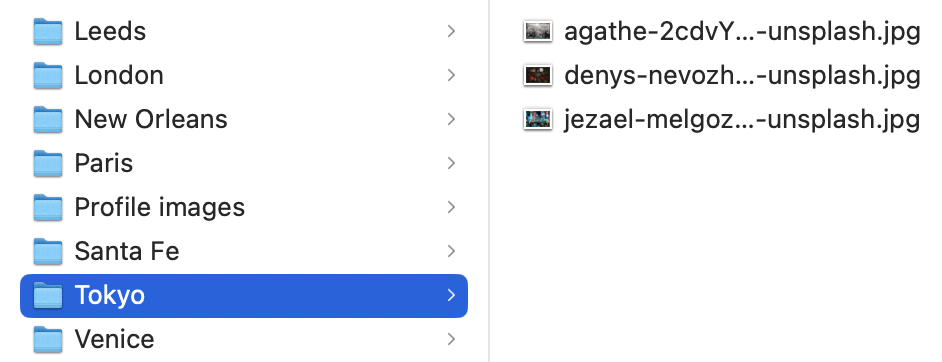 Leeds
London
New Orleans
Paris
Profile images
Santa Fe
Tokyo
Venice
agathe-2cdvY...-unsplash.jpg
denys-nevozh...-unsplash.jpg
jezael-melgoz...-unsplash.jpg